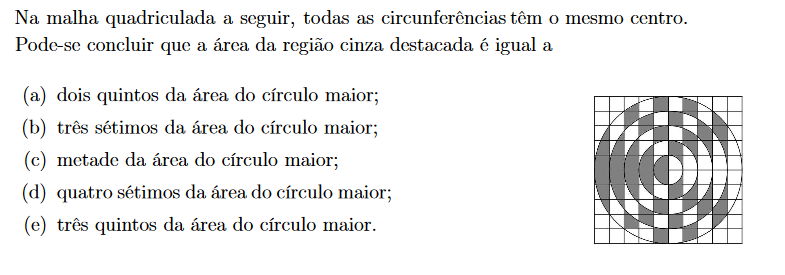 Na malha quadriculada a seguir, todas as circunferências têm o mesmo centro.
Pode-se concluir que a área da região cinza destacada é igual a
(a) dois quintos da área do círculo maior;
(b) três sétimos da área do círculo maior;
(c) metade da área do círculo maior;
(d) quatro sétimos da área do círculo maior;
(e) três quintos da área do círculo maior.